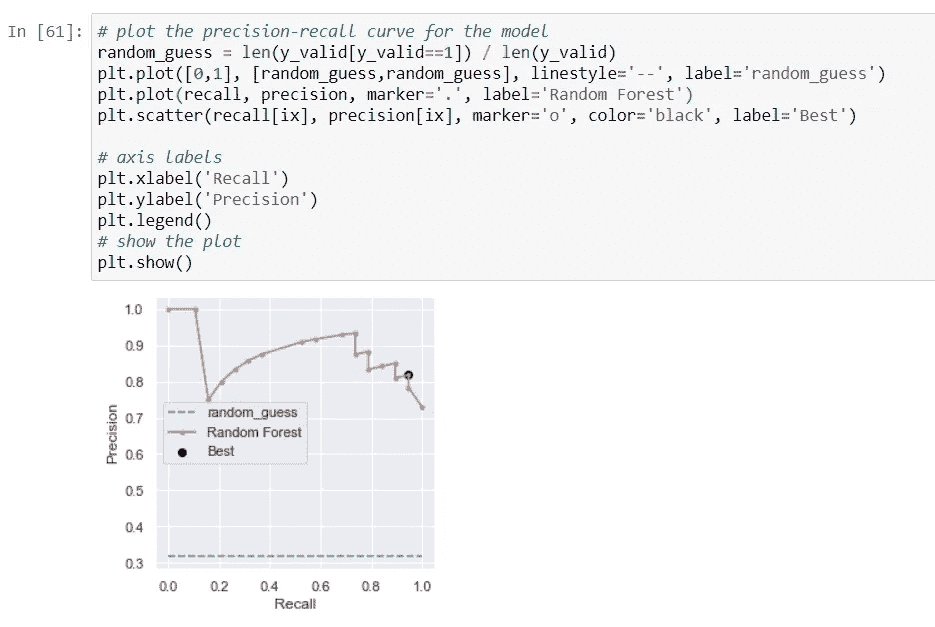 In [61]:
# plot the precision-recall curve for the model
random_guess = len(y_valid[y_valid==1]) / len(y_valid)
plt.plot([0,1], [random_guess,random_guess], linestyle='--', label='random_guess')
plt.plot(recall, precision, marker='.', label='Random Forest')
plt.scatter(recall[ix], precision[ix], marker='o', color='black', label='Best')

# axis labels
plt.xlabel('Recall')
plt.ylabel('Precision')
plt.legend()
# show the plot
plt.show()
1.0
0.9
0.8
0.7
0.6
0.5
0.4
0.3
Precision
random_guess
Random Forest
Best
0.0 0.2 0.4 0.6 0.8 1.0
Recall